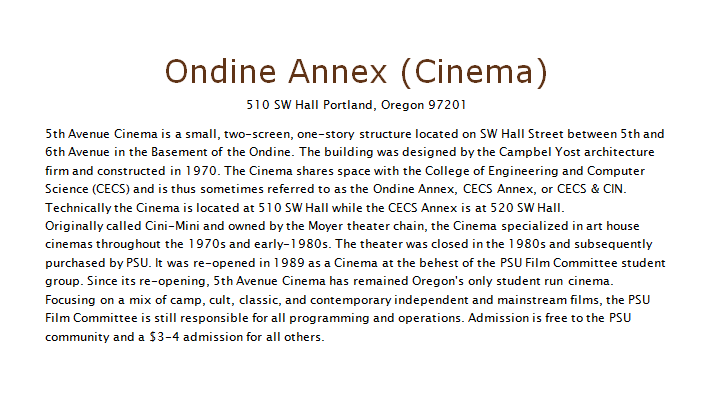 Ondine Annex (Cinema)
510 SW Hall Portland, Oregon 97201
5th Avenue Cinema is a small, two-screen, one-story structure located on SW Hall Street between 5th and
6th Avenue in the Basement of the Ondine. The building was designed by the Campbel Yost architecture
firm and constructed in 1970. The Cinema shares space with the College of Engineering and Computer
Science (CECS) and is thus sometimes referred to as the Ondine Annex, CECS Annex, or CECS & CIN.
Technically the Cinema is located at 510 SW Hall while the CECS Annex is at 520 SW Hall.
Originally called Cini-Mini and owned by the Moyer theater chain, the Cinema specialized in art house
cinemas throughout the 1970s and early-1980s. The theater was closed in the 1980s and subsequently
purchased by PSU. It was re-opened in 1989 as a Cinema at the behest of the PSU Film Committee student
group. Since its re-opening, 5th Avenue Cinema has remained Oregon's only student run cinema.
Focusing on a mix of camp, cult, classic, and contemporary independent and mainstream films, the PSU
Film Committee is still responsible for all programming and operations. Admission is free to the PSU
community and a $3-4 admission for all others.